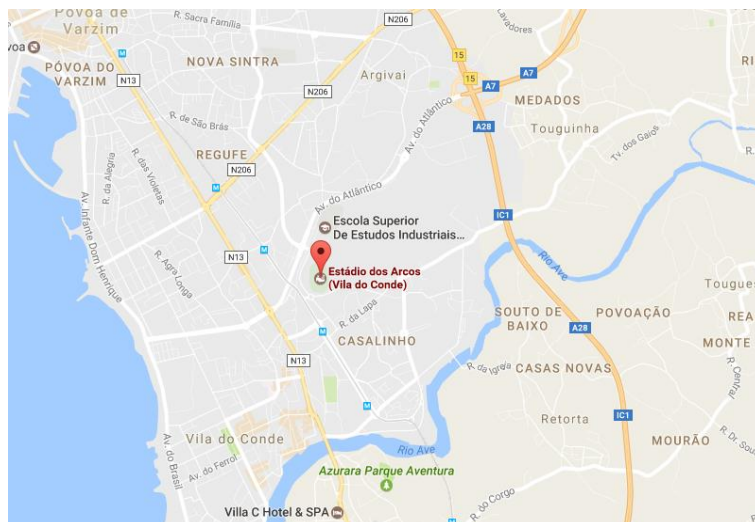 Póvoa de
Varzim
R. Sacra Família
N206
Lavadores
voa
PÓVOA DO
VARZIM
N13
NOVA SINTRA
Argivai
15
15
A7
A7
N206
MEDADOS
Touguinha
A28
Tv. dos Gaios
R. de São Brás
Av. do Atlântico
REGUFE
N206
R. da Alegria
R. das Violetas
Av. do Atlântico
Av. Infante Dom Henrique
Escola Superior
De Estudos Industriais...
IC1
N13
R. Agra Longa
Estádio dos Arcos
(Vila do Conde)
Rio Ave
Tougues
R. da Lapa
SOUTO DE
BAIXO
POVOAÇÃO
REA
MONTE
A28
CASALINHO
N13
R. da Igreja
CASAS NOVAS
R. Central
M
Retorta
IC1
Vila do Conde
MOURÃO
R. Dr. Sou
Rio Ave
Av. do Brasil
Av. do Ferrol
Azurara Parque Aventura
R. do Corgo
Villa C Hotel & SPA